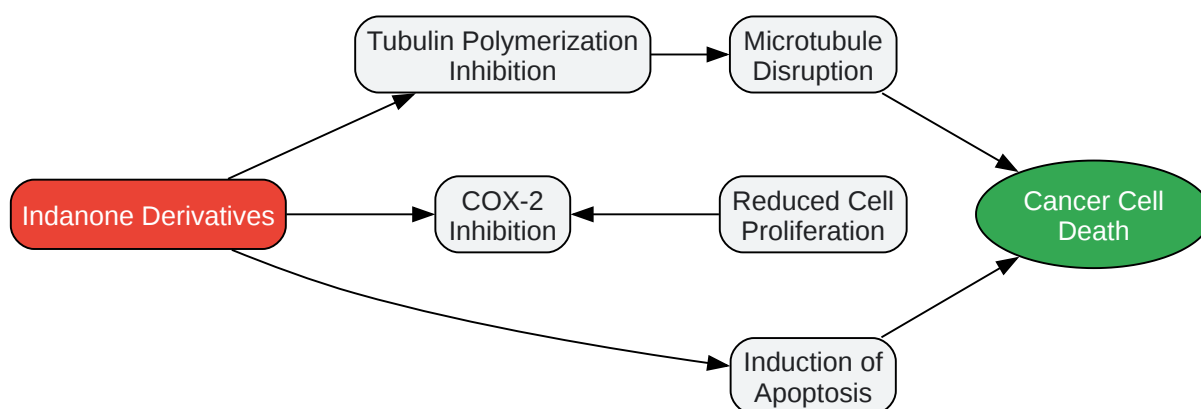 Tubulin Polymerization
Inhibition
Microtubule
Disruption
Indanone Derivatives
COX-2
Inhibition
Reduced Cell
Proliferation
Cancer Cell
Death
Induction of
Apoptosis